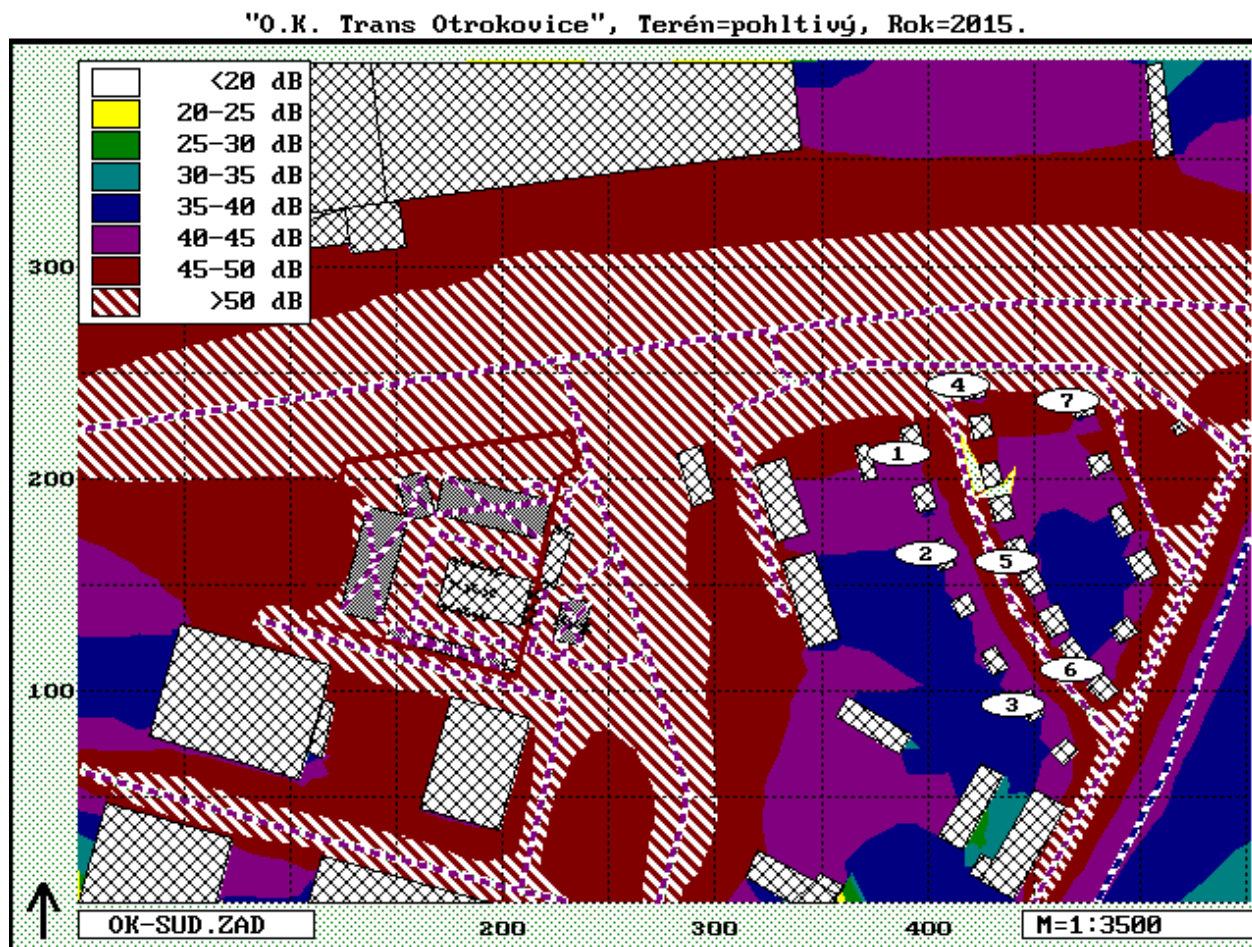 "O.K. Trans Otrokovice", Terén=pohltivý, Rok=2015.
<20 dB
20-25 dB
25-30 dB
30-35 dB
35-40 dB
40-45 dB
45-50 dB
>50 dB
300
200
100
4
7
1
2
5
6
3
OK-SUD.ZAD
200
300
400
M=1:3500